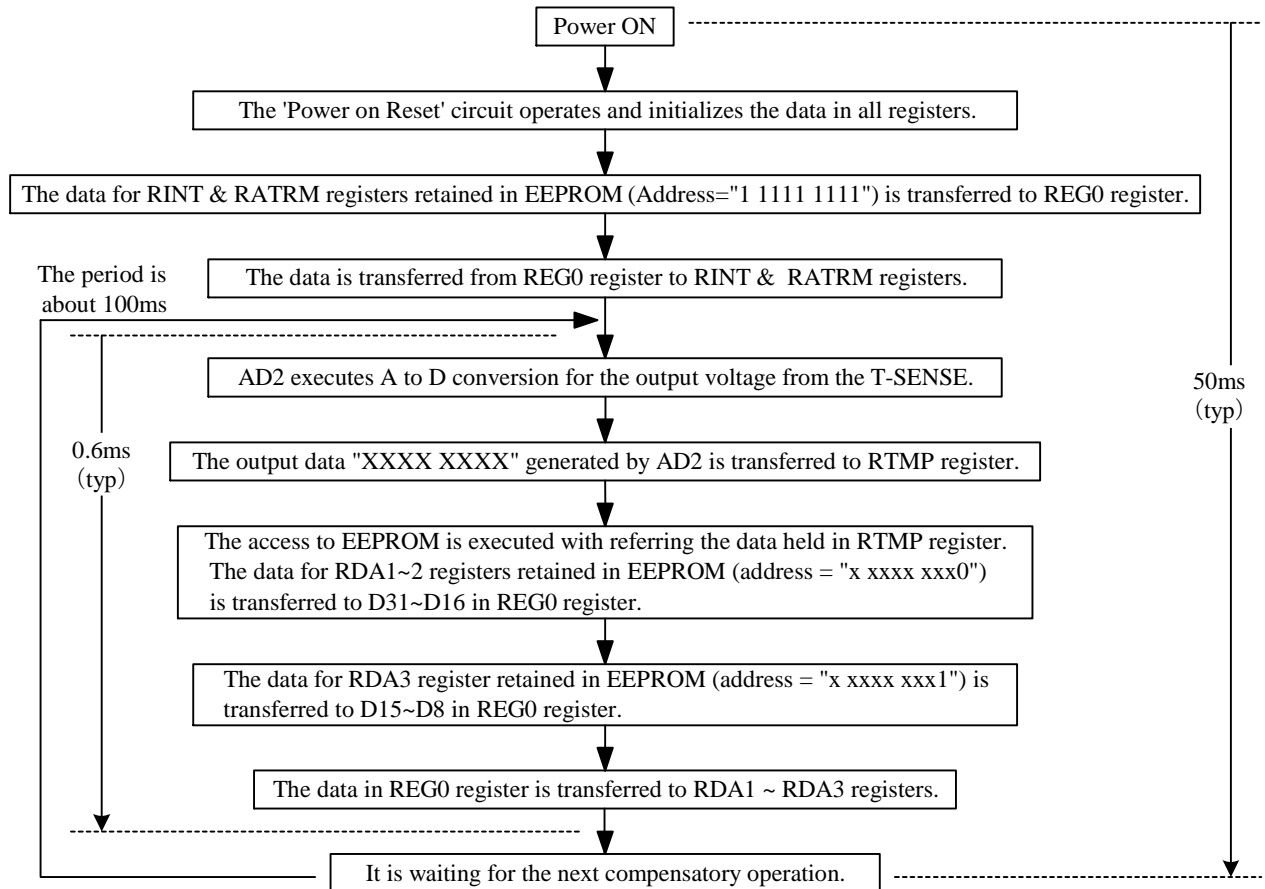 Power ON
The 'Power on Reset' circuit operates and initializes the data in all registers.
The data for RINT & RATRM registers retained in EEPROM (Address="1 1111 1111") is transferred to REG0 register.
The period is
about 100ms
The data is transferred from REG0 register to RINT & RATRM registers.
AD2 executes A to D conversion for the output voltage from the T-SENSE.
50ms
（typ）
0.6ms
（typ）
The output data "XXXX XXXX" generated by AD2 is transferred to RTMP register.
The access to EEPROM is executed with referring the data held in RTMP register.
The data for RDA1~2 registers retained in EEPROM (address = "x xxxx xxx0")
is transferred to D31~D16 in REG0 register.
The data for RDA3 register retained in EEPROM (address = "x xxxx xxx1") is
transferred to D15~D8 in REG0 register.
The data in REG0 register is transferred to RDA1 ~ RDA3 registers.
It is waiting for the next compensatory operation.